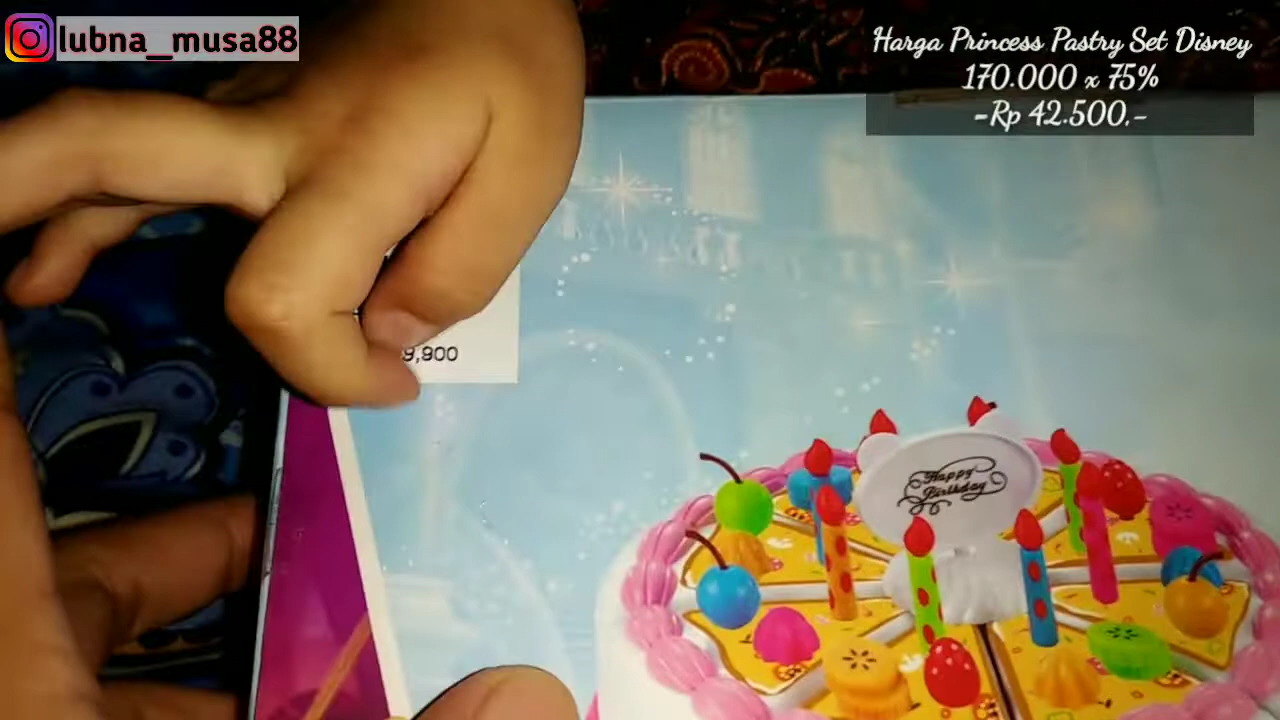 lubna_musa88
Harga Princess Pastry Set Disney
170.000 x 75%
=Rp 42.500,-
9,900
Happy
Birthday